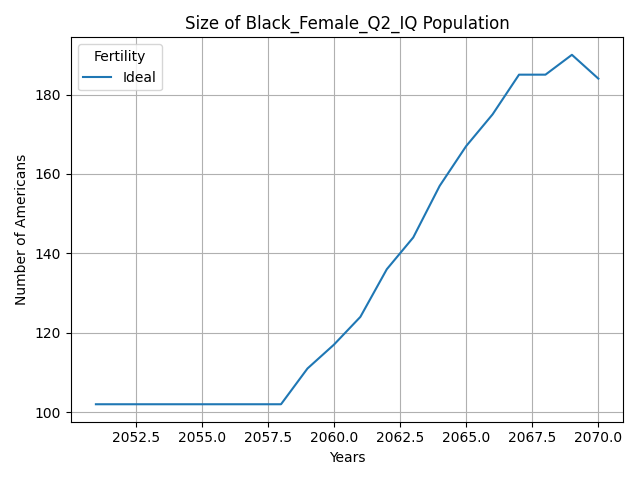 Size of Black_Female_Q2_IQ Population
Fertility
Ideal
Number of Americans
180
160
140
120
100
2052.5 2055.0 2057.5 2060.0 2062.5 2065.0 2067.5 2070.0
Years